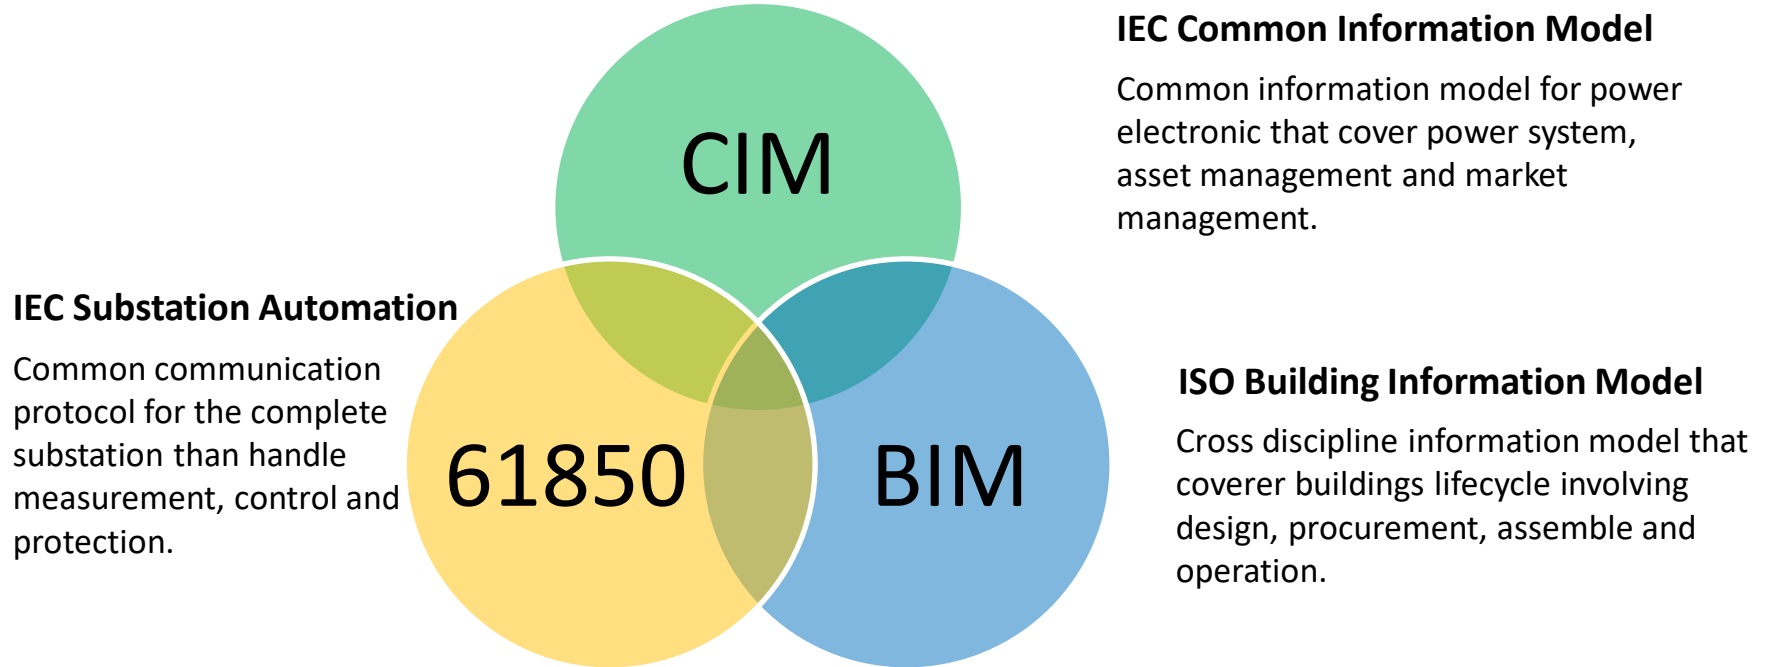 IEC Common Information Model
Common information model for power
electronic that cover power system,
asset management and market
management.
CIM
IEC Substation Automation
Common communication
protocol for the complete
substation than handle
measurement, control and
protection.
61850
BIM
ISO Building Information Model
Cross discipline information model that
coverer buildings lifecycle involving
design, procurement, assemble and
operation.